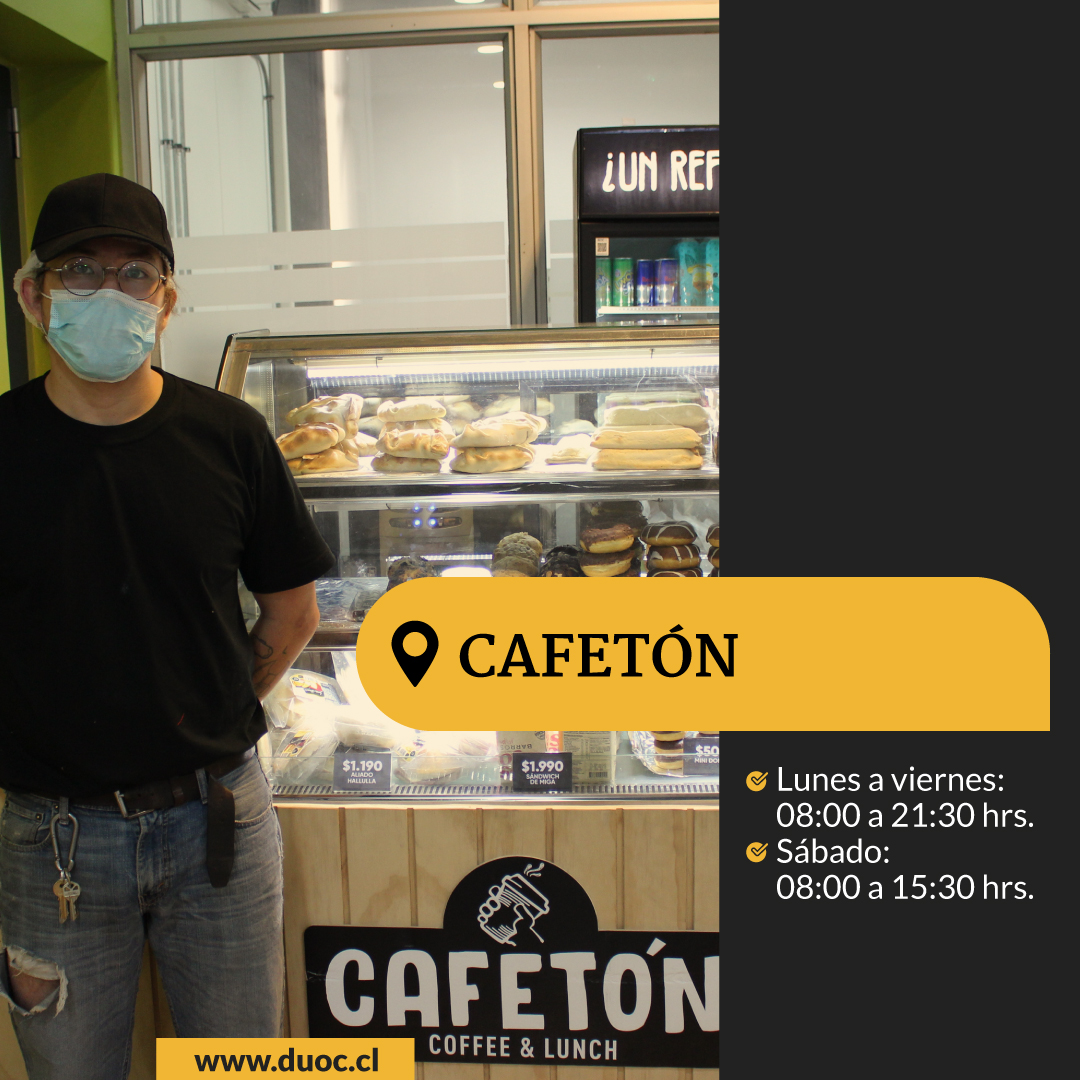 ¿UN REF
CAFETÓN
$1.190
ALIADO
HALLULLA
$1.990
SÁNDWICH
DE MIGA
$50
MINI DO
Lunes a viernes:
08:00 a 21:30 hrs.
Sábado:
08:00 a 15:30 hrs.
CAFETÓN
COFFEE & LUNCH
www.duoc.cl